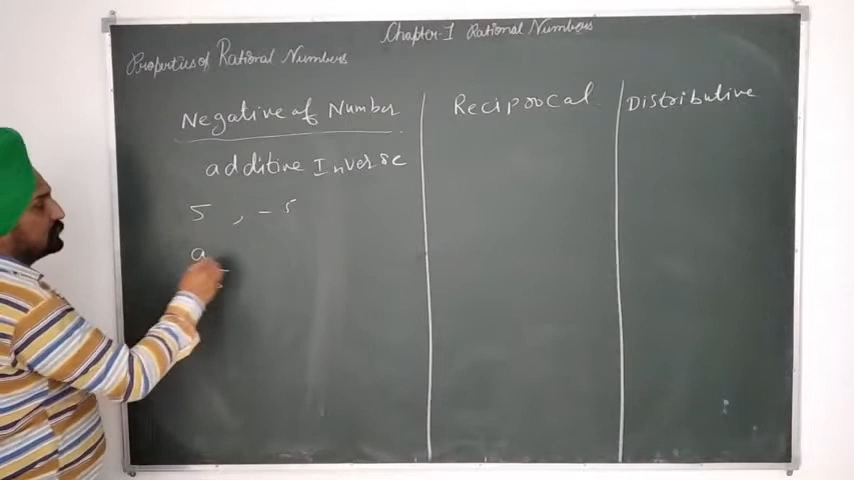 Chapter-1 Rational Numbers
Properties of Rational Numbers
Negative of Number
additive Inverse
5 , -5
a
Reciprocal
Distributive